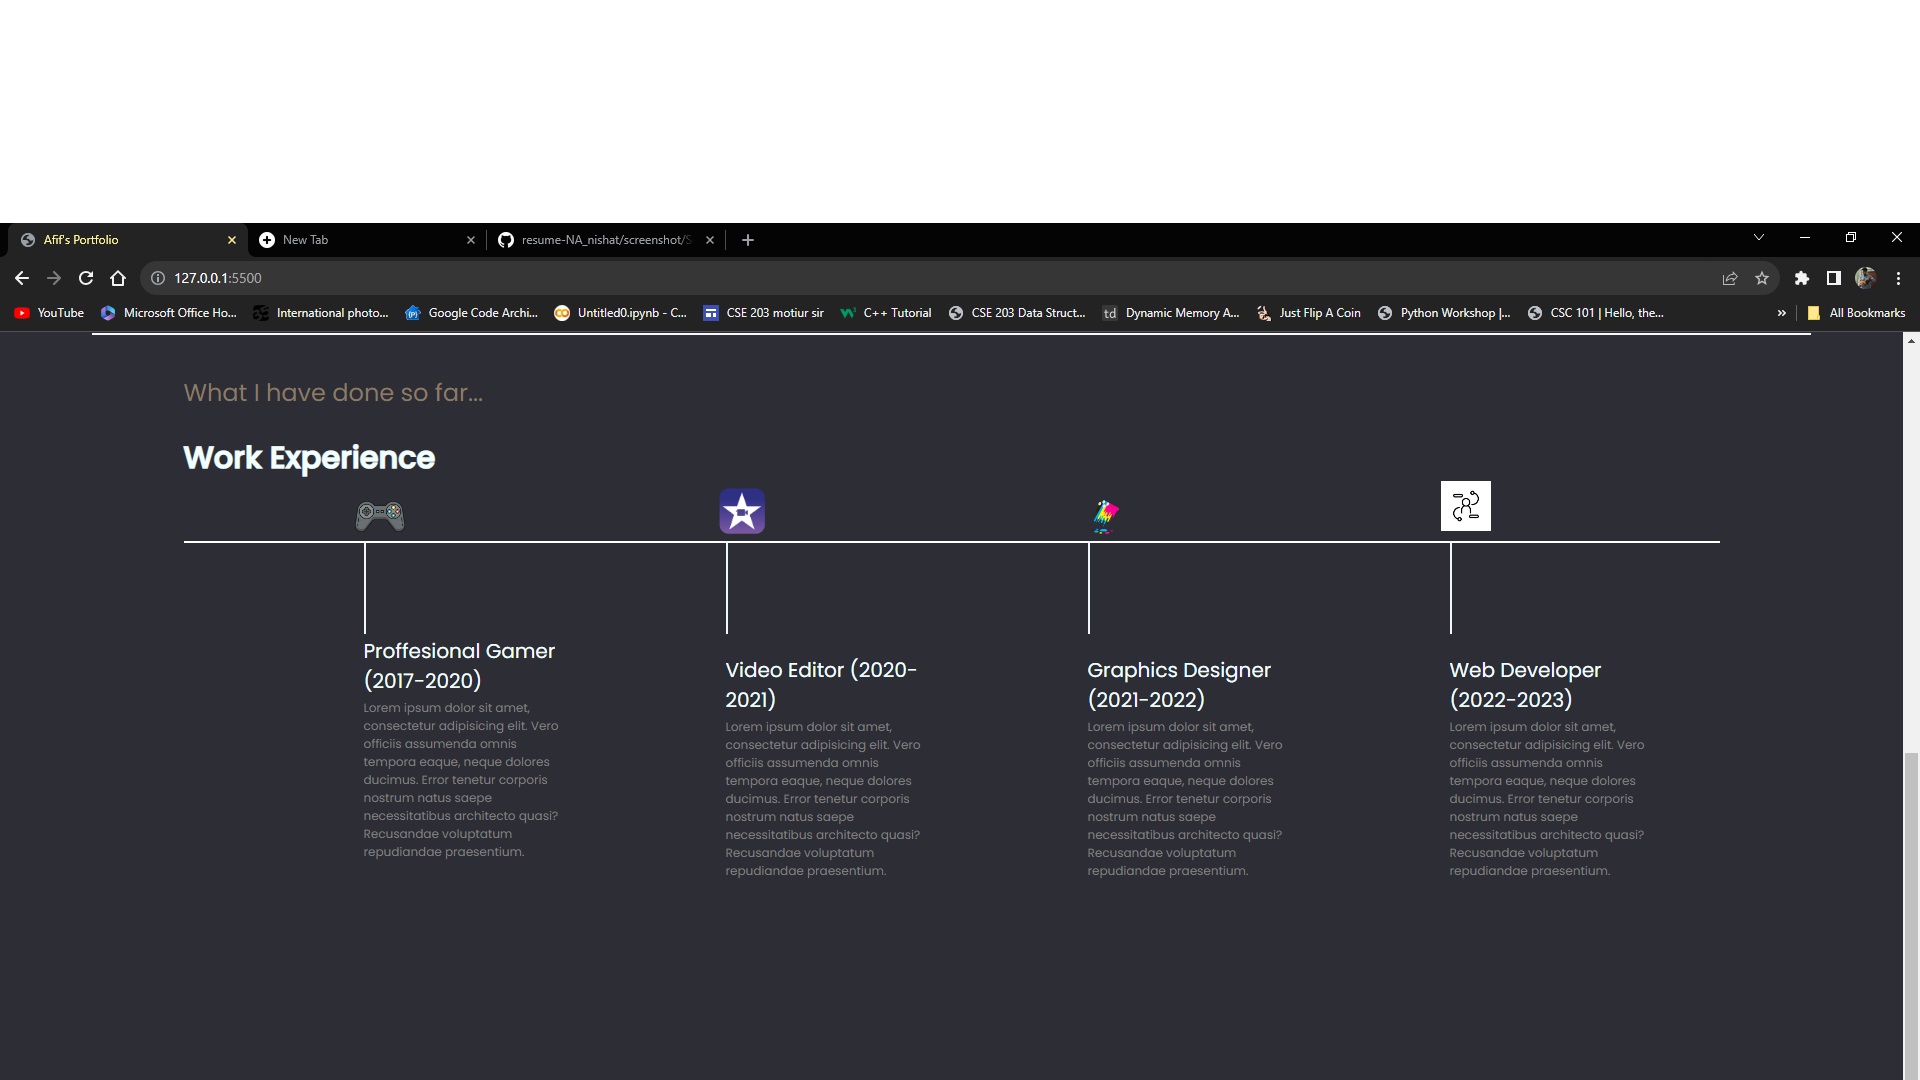 Afif's Portfolio
New Tab
resume-NA_nishat/screenshot/S
127.0.0.1:5500
YouTube
Microsoft Office Ho...
International photo...
Google Code Archi...
Untitled0.ipynb - C...
CSE 203 motiur sir
C++ Tutorial
CSE 203 Data Struct...
td
Dynamic Memory A...
Just Flip A Coin
Python Workshop |...
CSC 101 | Hello, the...
»
All Bookmarks
What I have done so far...
Work Experience
Proffesional Gamer
(2017-2020)
Lorem ipsum dolor sit amet,
consectetur adipisicing elit. Vero
officiis assumenda omnis
tempora eaque, neque dolores
ducimus. Error tenetur corporis
nostrum natus saepe
necessitatibus architecto quasi?
Recusandae voluptatum
repudiandae praesentium.
Video Editor (2020-
2021)
Lorem ipsum dolor sit amet,
consectetur adipisicing elit. Vero
officiis assumenda omnis
tempora eaque, neque dolores
ducimus. Error tenetur corporis
nostrum natus saepe
necessitatibus architecto quasi?
Recusandae voluptatum
repudiandae praesentium.
Graphics Designer
(2021-2022)
Lorem ipsum dolor sit amet,
consectetur adipisicing elit. Vero
officiis assumenda omnis
tempora eaque, neque dolores
ducimus. Error tenetur corporis
nostrum natus saepe
necessitatibus architecto quasi?
Recusandae voluptatum
repudiandae praesentium.
Web Developer
(2022-2023)
Lorem ipsum dolor sit amet,
consectetur adipisicing elit. Vero
officiis assumenda omnis
tempora eaque, neque dolores
ducimus. Error tenetur corporis
nostrum natus saepe
necessitatibus architecto quasi?
Recusandae voluptatum
repudiandae praesentium.